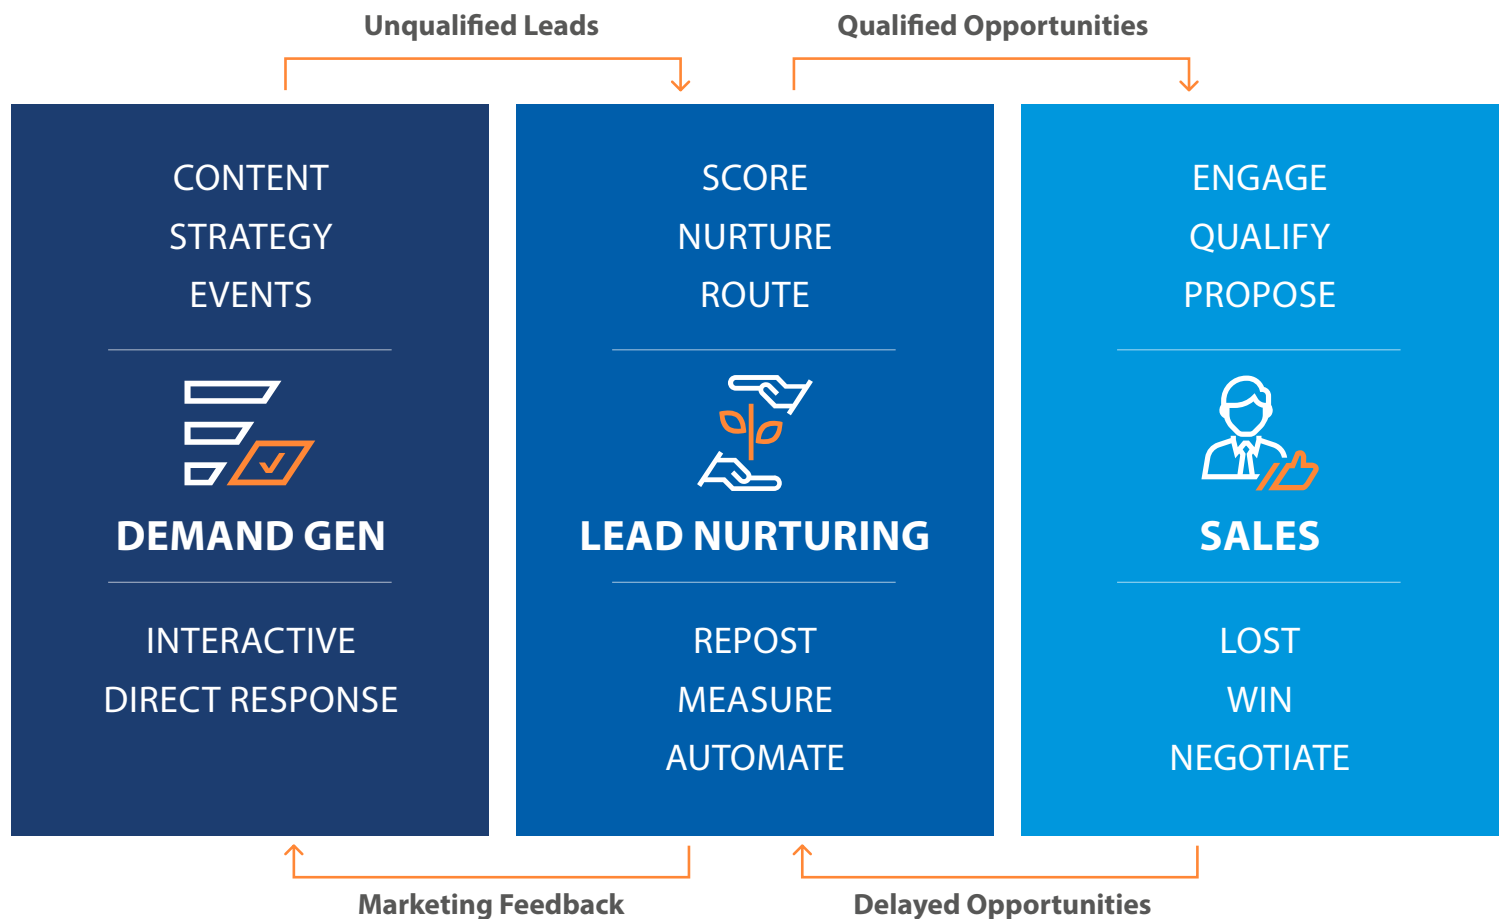 Unqualified Leads
Qualified Opportunities
CONTENT
STRATEGY
EVENTS
DEMAND GEN
INTERACTIVE
DIRECT RESPONSE
SCORE
NURTURE
ROUTE
LEAD NURTURING
REPOST
MEASURE
AUTOMATE
ENGAGE
QUALIFY
PROPOSE
SALES
LOST
WIN
NEGOTIATE
Marketing Feedback
Delayed Opportunities